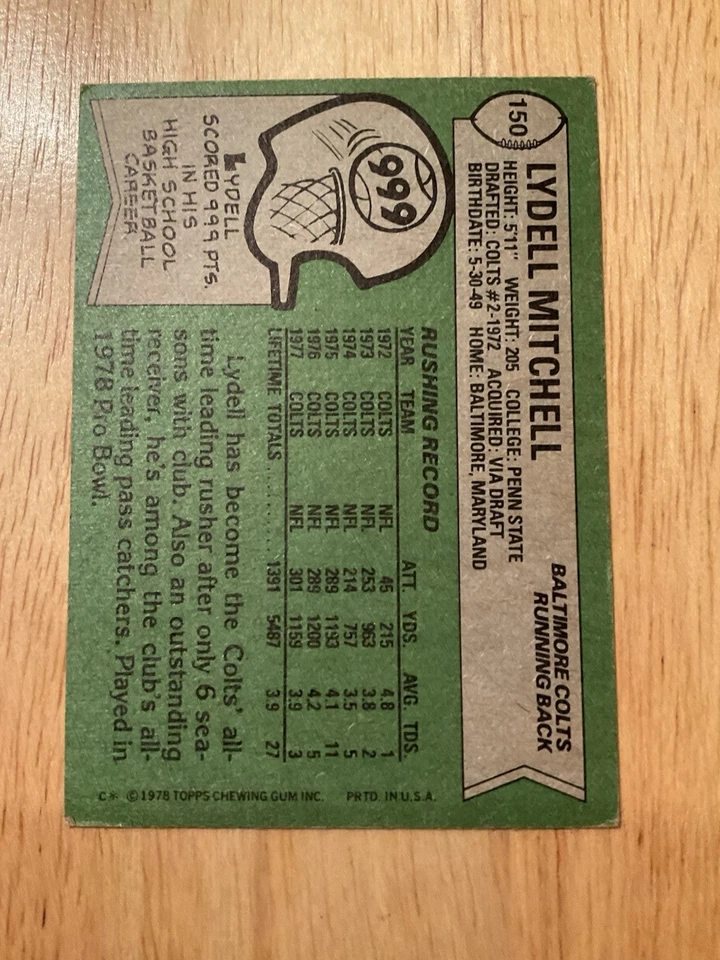 150
LYDELL MITCHELL
BALTIMORE COLTS
RUNNING BACK
HEIGHT: 5'11" WEIGHT: 205 COLLEGE: PENN STATE
DRAFTED: COLTS #2-1972 ACQUIRED: VIA DRAFT
BIRTHDATE: 5-30-49 HOME: BALTIMORE, MARYLAND
999
LYDELL
SCORED 999 PTS.
IN HIS
HIGH SCHOOL
BASKETBALL
CAREER
RUSHING RECORD
YEAR TEAM ATT. YDS. AVG. TDS.
1972 COLTS NFL 45 215 4.8 1
1973 COLTS NFL 253 963 3.8 2
1974 COLTS NFL 214 757 3.5 5
1975 COLTS NFL 289 1193 4.1 11
1976 COLTS NFL 289 1200 4.2 5
1977 COLTS NFL 301 1159 3.9 3
LIFETIME TOTALS.......... 1391 5487 3.9 27
Lydell has become the Colts' all-
time leading rusher after only 6 sea-
sons with club. Also an outstanding
receiver, he's among the club's all-
time leading pass catchers. Played in
1978 Pro Bowl.
C* ©1978 TOPPS CHEWING GUM INC. PRTD. IN U.S.A.